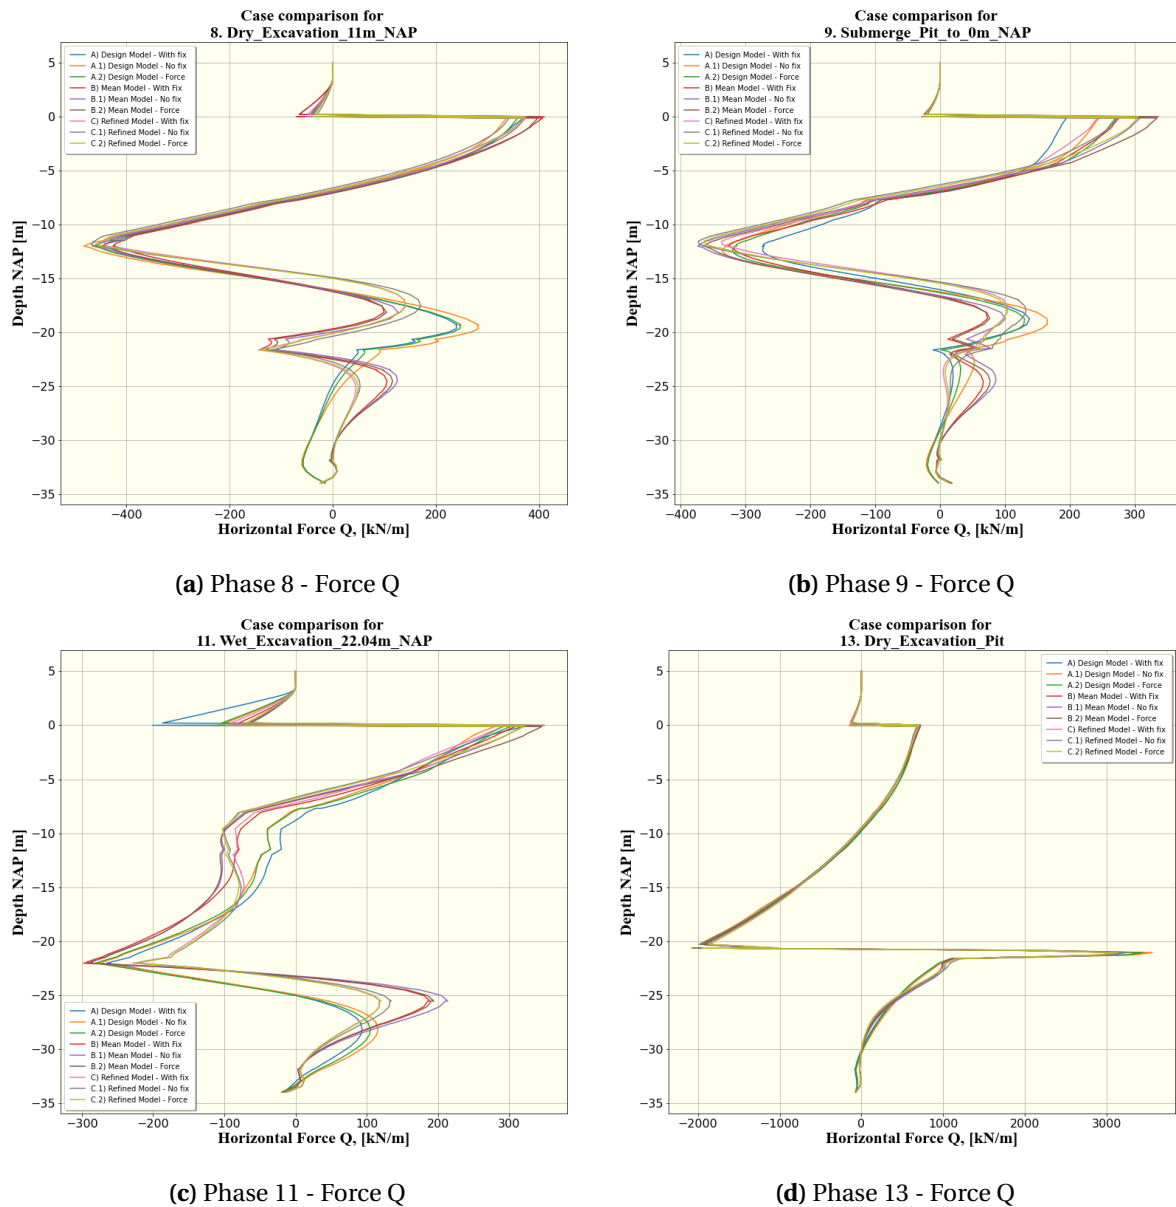 Case comparison for
8. Dry_Excavation_11m_NAP
A) Design Model - With fix
A.1) Design Model - No fix
A.2) Design Model - Force
B) Mean Model - With Fix
B.1) Mean Model - No fix
B.2) Mean Model - Force
C) Refined Model - With fix
C.1) Refined Model - No fix
C.2) Refined Model - Force
5
0
−5
−10
−15
−20
−25
−30
−35
Depth NAP [m]
−400 −200 0 200 400
Horizontal Force Q, [kN/m]
(a) Phase 8 - Force Q
Case comparison for
9. Submerge_Pit_to_0m_NAP
A) Design Model - With fix
A.1) Design Model - No fix
A.2) Design Model - Force
B) Mean Model - With Fix
B.1) Mean Model - No fix
B.2) Mean Model - Force
C) Refined Model - With fix
C.1) Refined Model - No fix
C.2) Refined Model - Force
5
0
−5
−10
−15
−20
−25
−30
−35
Depth NAP [m]
−400 −300 −200 −100 0 100 200 300
Horizontal Force Q, [kN/m]
(b) Phase 9 - Force Q
Case comparison for
11. Wet_Excavation_22.04m_NAP
5
0
−5
−10
−15
−20
−25
−30
−35
Depth NAP [m]
A) Design Model - With fix
A.1) Design Model - No fix
A.2) Design Model - Force
B) Mean Model - With Fix
B.1) Mean Model - No fix
B.2) Mean Model - Force
C) Refined Model - With fix
C.1) Refined Model - No fix
C.2) Refined Model - Force
−300 −200 −100 0 100 200 300
Horizontal Force Q, [kN/m]
(c) Phase 11 - Force Q
Case comparison for
13. Dry_Excavation_Pit
A) Design Model - With fix
A.1) Design Model - No fix
A.2) Design Model - Force
B) Mean Model - With Fix
B.1) Mean Model - No fix
B.2) Mean Model - Force
C) Refined Model - With fix
C.1) Refined Model - No fix
C.2) Refined Model - Force
5
0
−5
−10
−15
−20
−25
−30
−35
Depth NAP [m]
−2000 −1000 0 1000 2000 3000
Horizontal Force Q, [kN/m]
(d) Phase 13 - Force Q